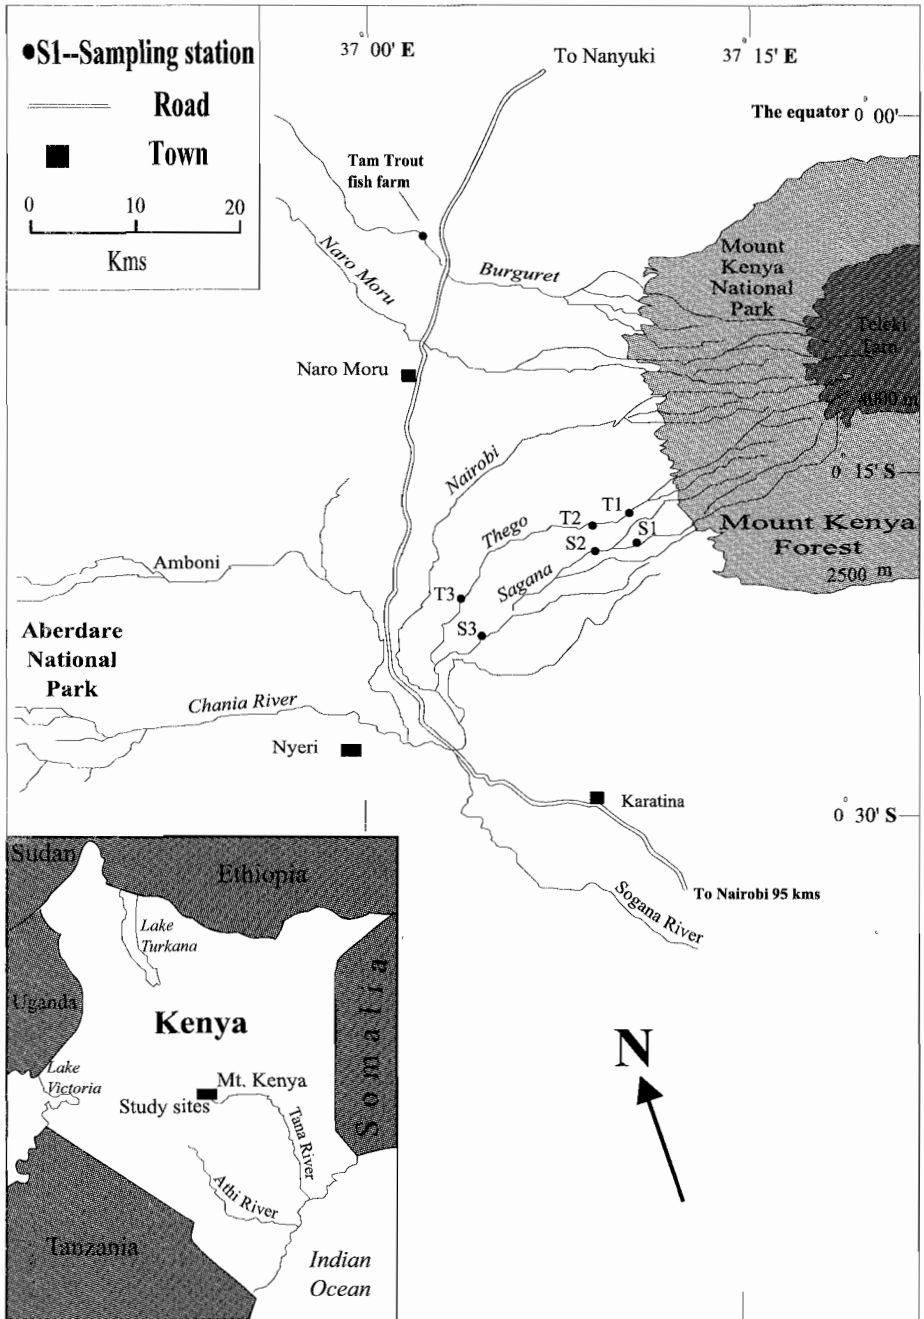 S1--Sampling station
Road
Town
0 10 20
Kms
37° 00' E
37° 15' E
To Nanyuki
The equator 0° 00'
Tam Trout
fish farm
Naro Moru
Burguret
Mount
Kenya
National
Park
Teleki
Tarn
4000 m
Naro Moru
Nairobi
0° 15' S
Thego
T2
T1
S1
S2
Mount Kenya
Forest
2500 m
Amboni
Sagana
T3
S3
Aberdare
National
Park
Chania River
Nyeri
Karatina
0° 30' S
To Nairobi 95 kms
Sogana River
Sudan
Ethiopia
Lake
Turkana
Uganda
Kenya
Somalia
Lake
Victoria
Mt. Kenya
Study sites
Tana River
Athi River
Tanzania
Indian
Ocean
N